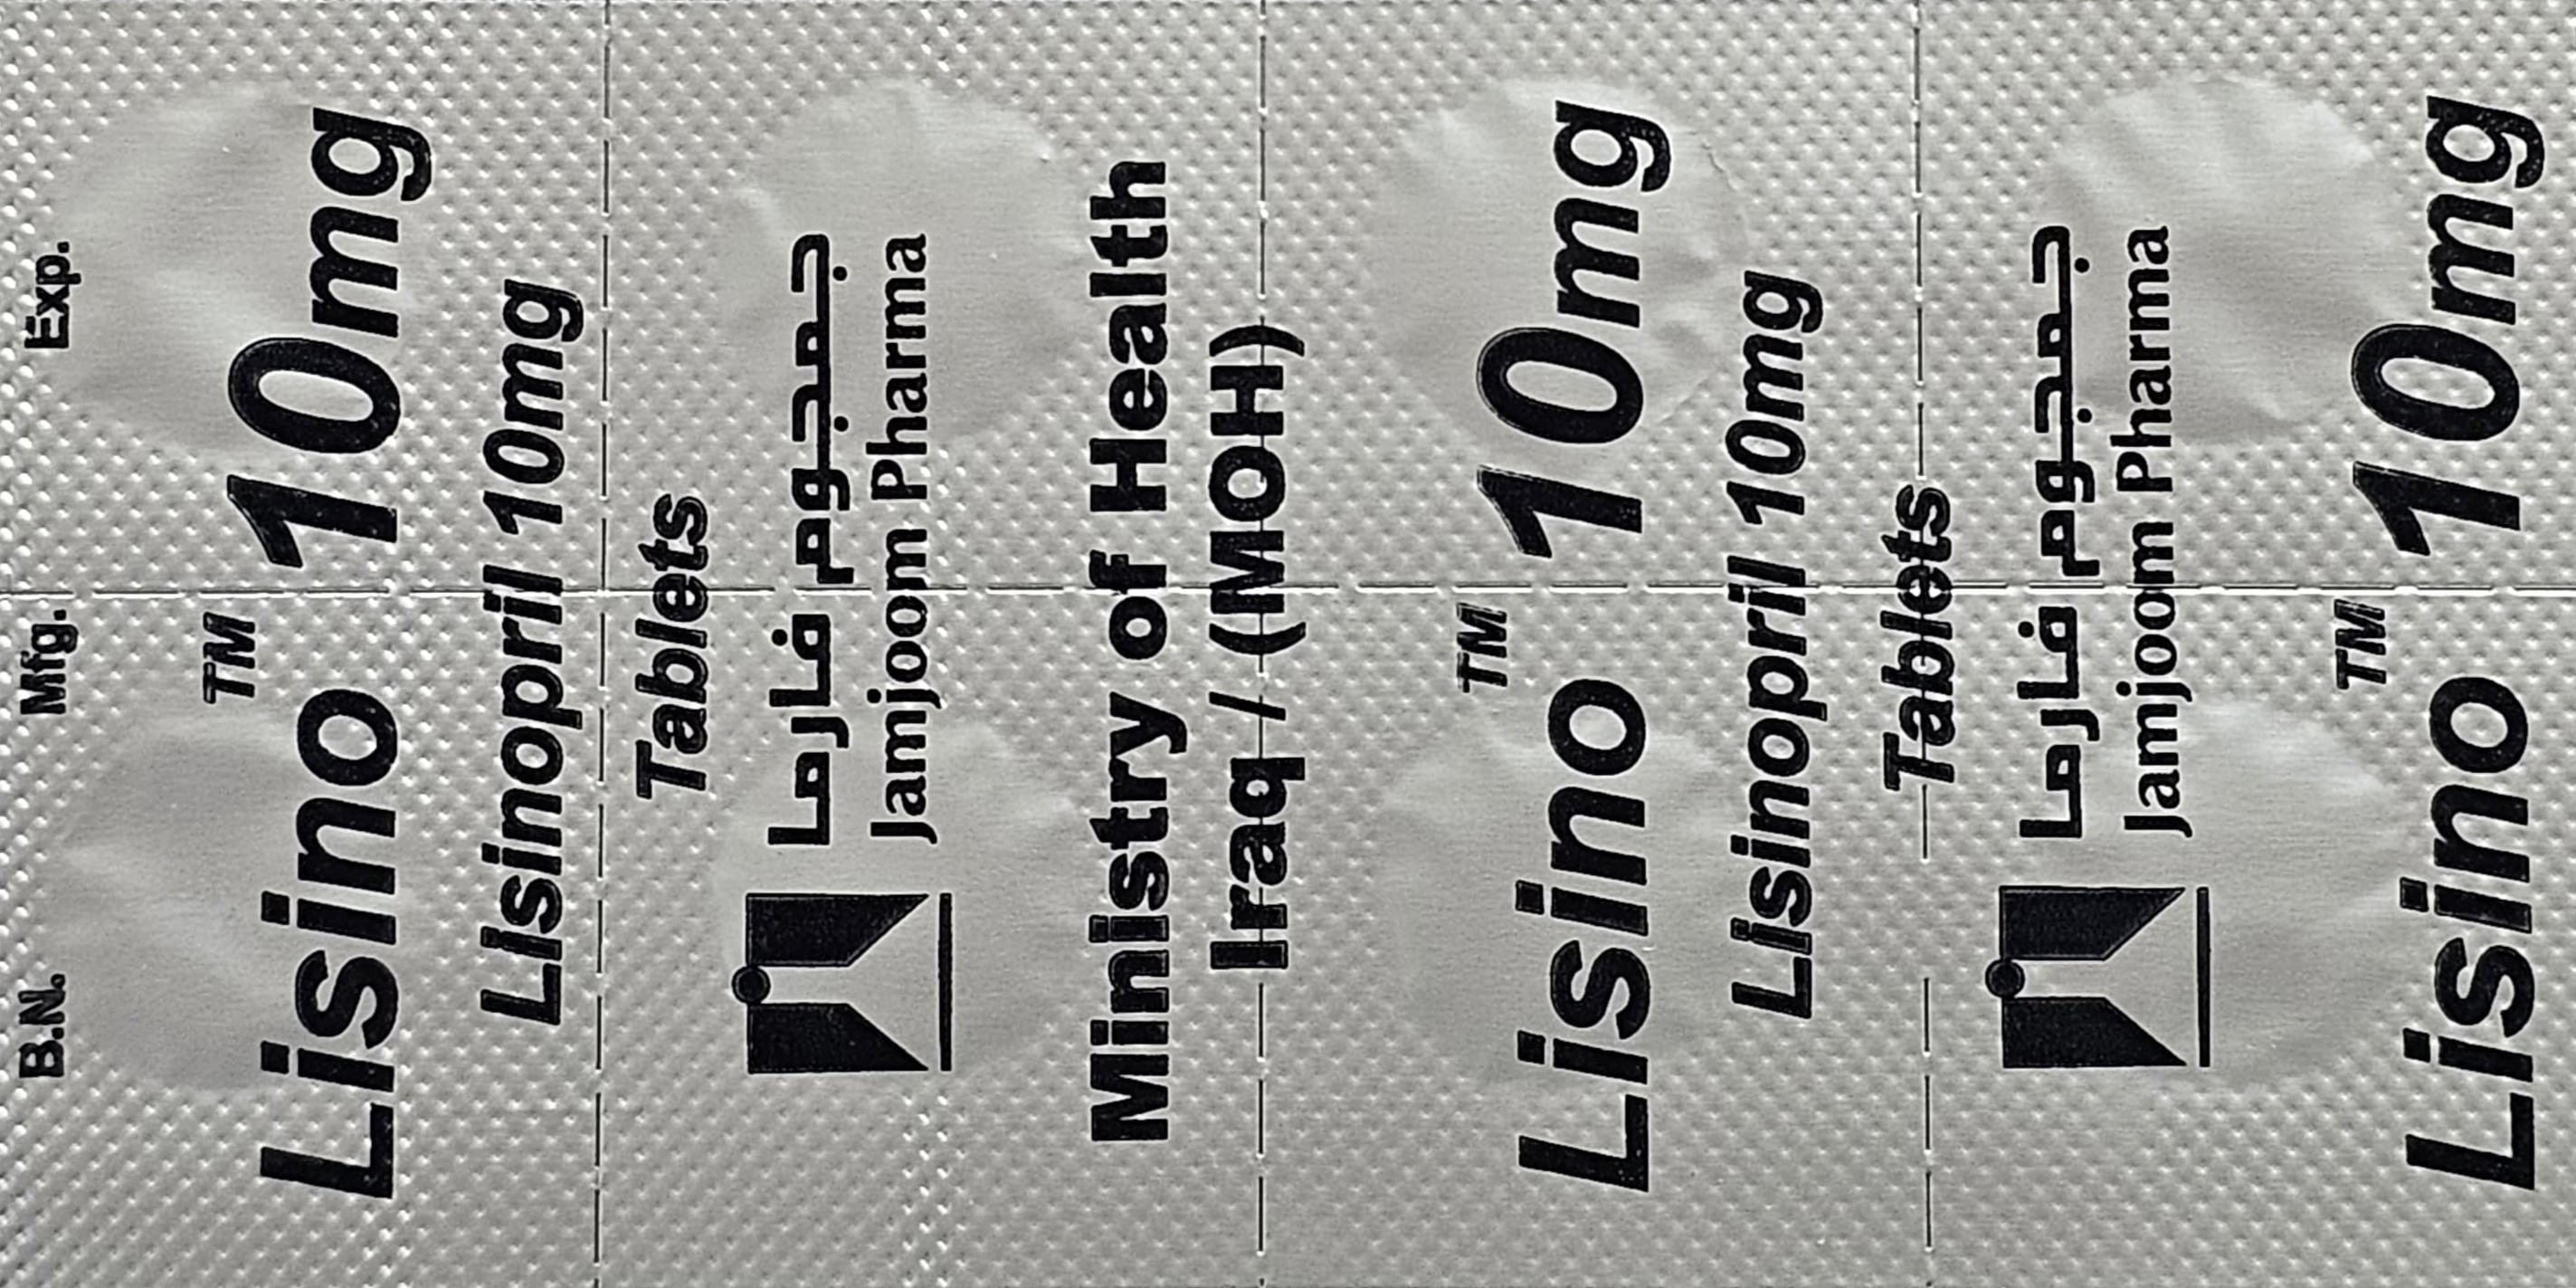 B.N. Mfg. Exp.
Lisino™ 10mg
Lisinopril 10mg
Tablets
جمجوم فارما
Jamjoom Pharma
Ministry of Health
Iraq / (MOH)
Lisino™ 10mg
Lisinopril 10mg
Tablets
جمجوم فارما
Jamjoom Pharma
Lisino™ 10mg